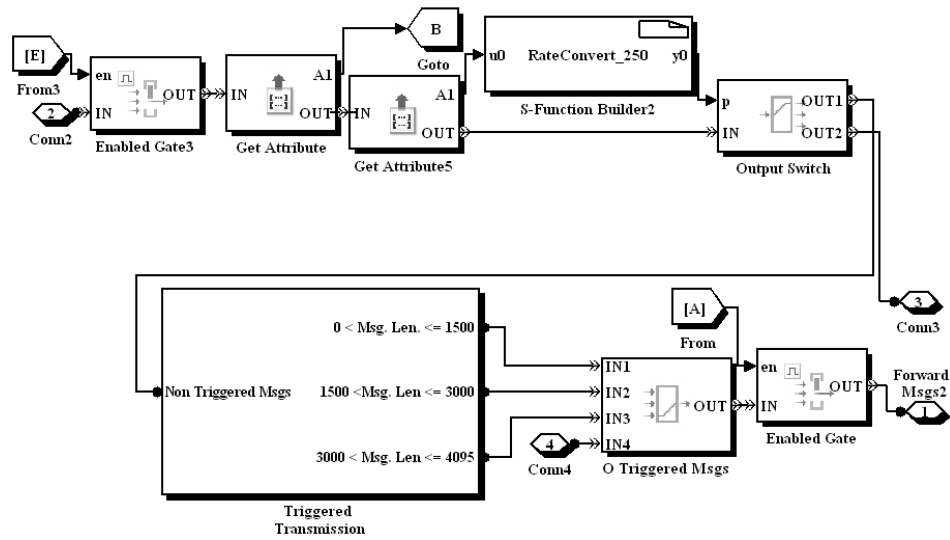 B
[E]
Goto
From3
en
IN
OUT
2
Conn2
Enabled Gate3
IN
A1
OUT
Get Attribute
IN
A1
OUT
Get Attribute5
u0
RateConvert_250
y0
S-Function Builder2
p
IN
OUT1
OUT2
Output Switch
3
Conn3
Non Triggered Msgs
0 < Msg. Len. <= 1500
1500 <Msg. Len <= 3000
3000 < Msg. Len <= 4095
Triggered
Transmission
[A]
From
4
Conn4
IN1
IN2
IN3
IN4
OUT
O Triggered Msgs
en
IN
OUT
Enabled Gate
Forward
Msgs2
1